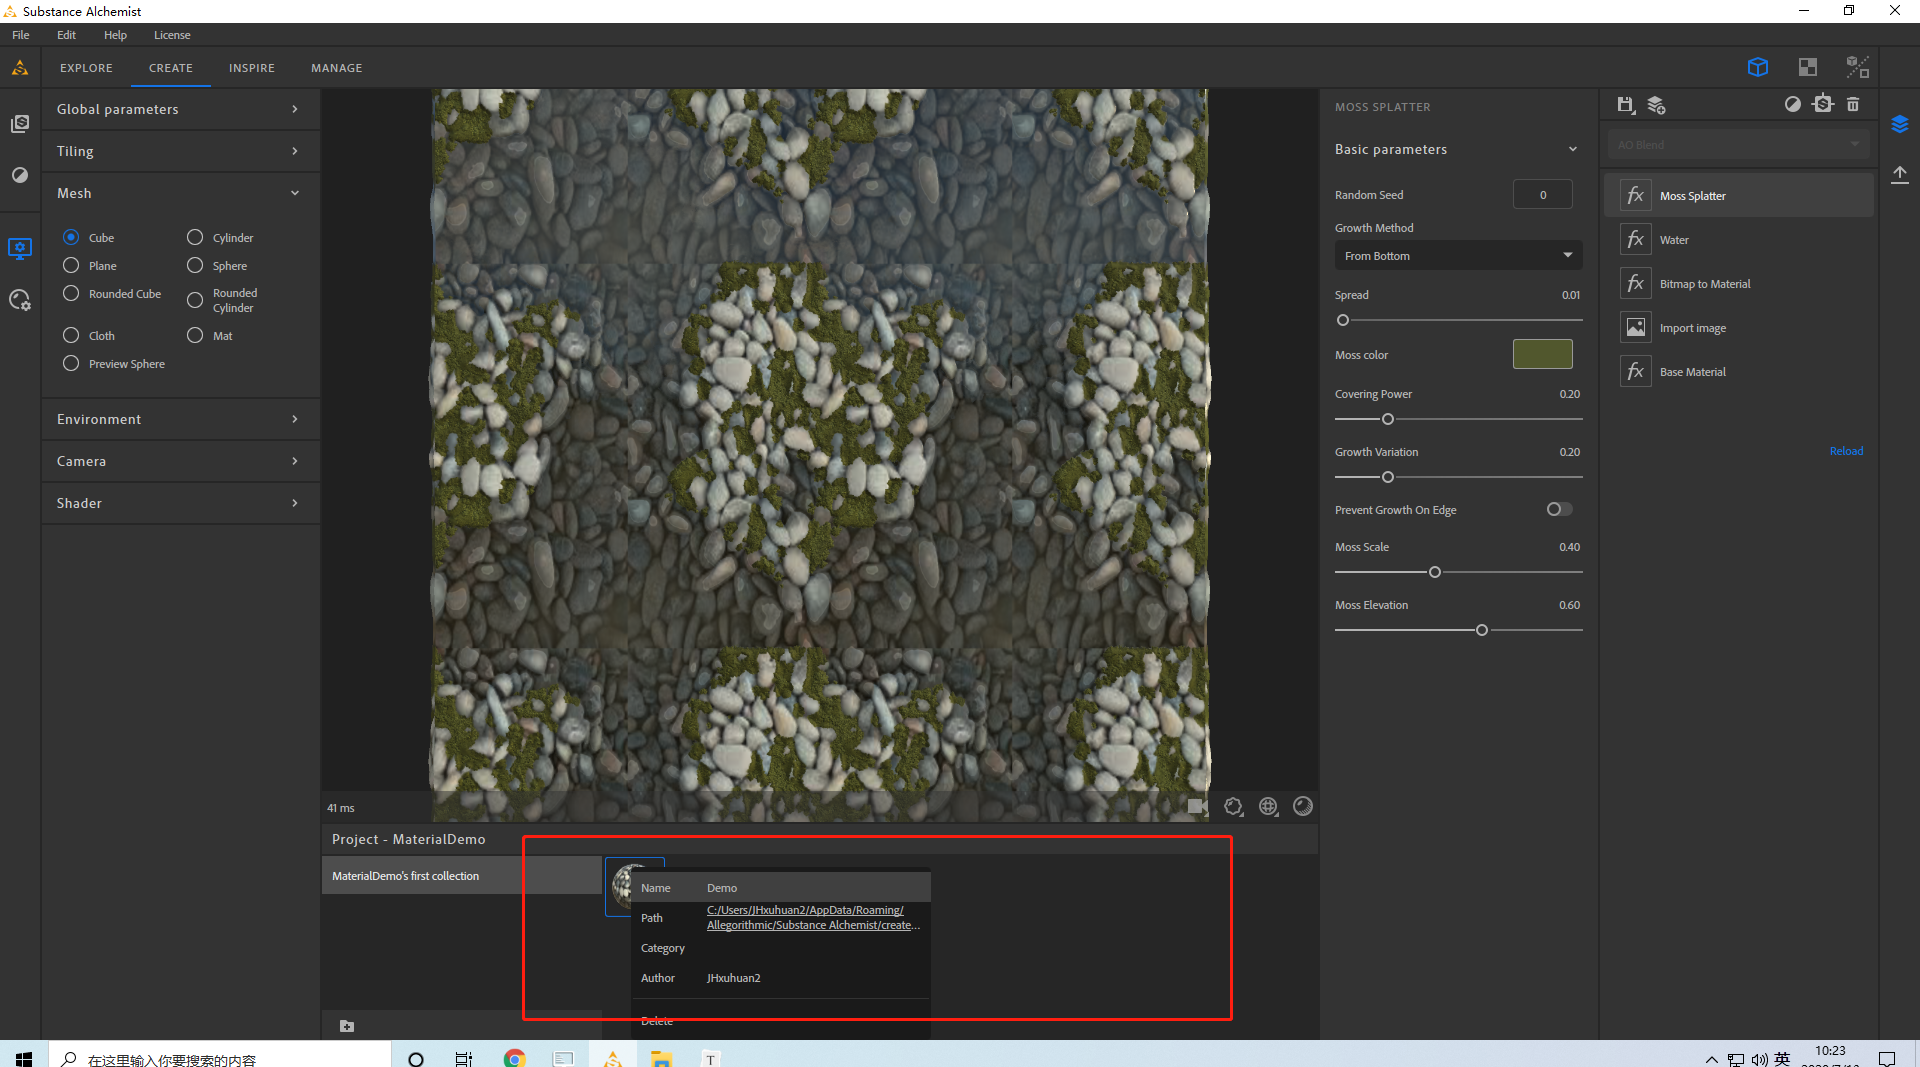 Substance Alchemist
File Edit Help License
EXPLORE CREATE INSPIRE MANAGE
Global parameters
Tiling
Mesh
Cube Cylinder
Plane Sphere
Rounded Cube Rounded
Cylinder
Cloth Mat
Preview Sphere
Environment
Camera
Shader
41 ms
Project - MaterialDemo
MaterialDemo's first collection
Name Demo
Path C:/Users/JHxuhuan2/AppData/Roaming/
Allegorithmic/Substance Alchemist/create...
Category
Author JHxuhuan2
Delete
MOSS SPLATTER
Basic parameters
Random Seed 0
Growth Method
From Bottom
Spread 0.01
Moss color
Covering Power 0.20
Growth Variation 0.20
Prevent Growth On Edge
Moss Scale 0.40
Moss Elevation 0.60
AO Blend
fx Moss Splatter
fx Water
fx Bitmap to Material
Import image
fx Base Material
Reload
在这里输入你要搜索的内容
T
英
10:23